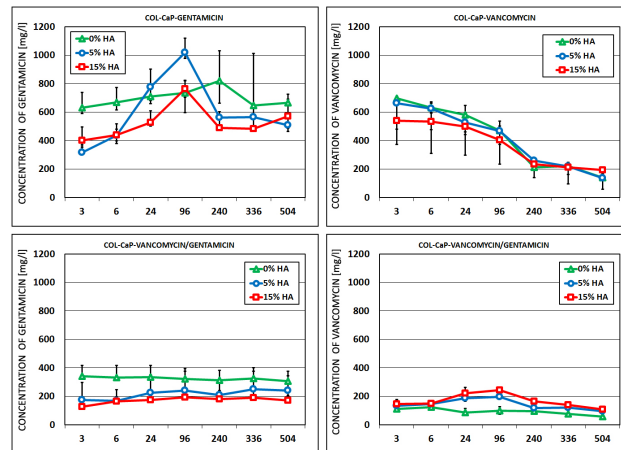 COL-CaP-GENTAMICIN
CONCENTRATION OF GENTAMICIN [mg/l]
1200
1000
800
600
400
200
0
0% HA
5% HA
15% HA
3 6 24 96 240 336 504
COL-CaP-VANCOMYCIN
CONCENTRATION OF VANCOMYCIN [mg/l]
1200
1000
800
600
400
200
0
0% HA
5% HA
15% HA
3 6 24 96 240 336 504
COL-CaP-VANCOMYCIN/GENTAMICIN
CONCENTRATION OF GENTAMICIN [mg/l]
1200
1000
800
600
400
200
0
0% HA
5% HA
15% HA
3 6 24 96 240 336 504
COL-CaP-VANCOMYCIN/GENTAMICIN
CONCENTRATION OF VANCOMYCIN [mg/l]
1200
1000
800
600
400
200
0
0% HA
5% HA
15% HA
3 6 24 96 240 336 504